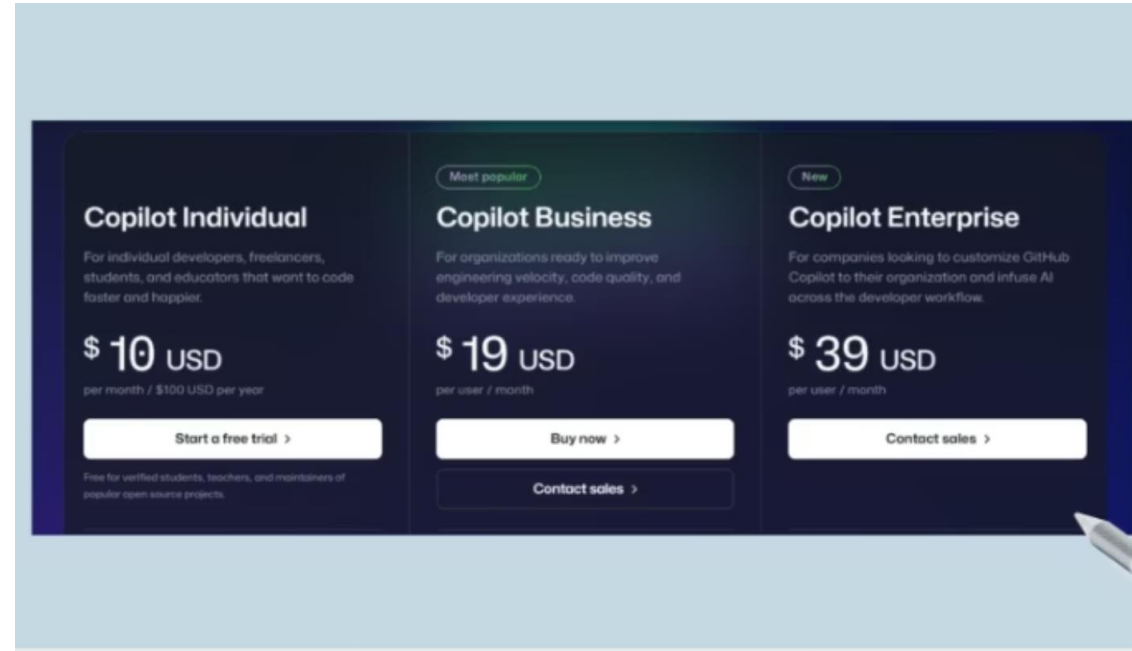 Copilot Individual
For individual developers, freelancers,
students, and educators that want to code
faster and happier.
$ 10 USD
per month / $100 USD per year
Start a free trial >
Free for verified students, teachers, and maintainers of
popular open source projects.
Most popular
Copilot Business
For organizations ready to improve
engineering velocity, code quality, and
developer experience.
$ 19 USD
per user / month
Buy now >
Contact sales >
New
Copilot Enterprise
For companies looking to customize GitHub
Copilot to their organization and infuse AI
across the developer workflow.
$ 39 USD
per user / month
Contact sales >